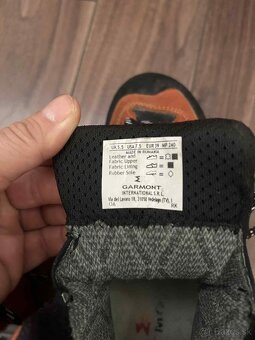 UK 5.5 USA 7.5 EUR 39 MP 240
MADE IN ROMANIA
Leather and
Fabric Upper
Fabric Lining
Rubber Sole
GARMONT
INTERNATIONAL S.R.L.